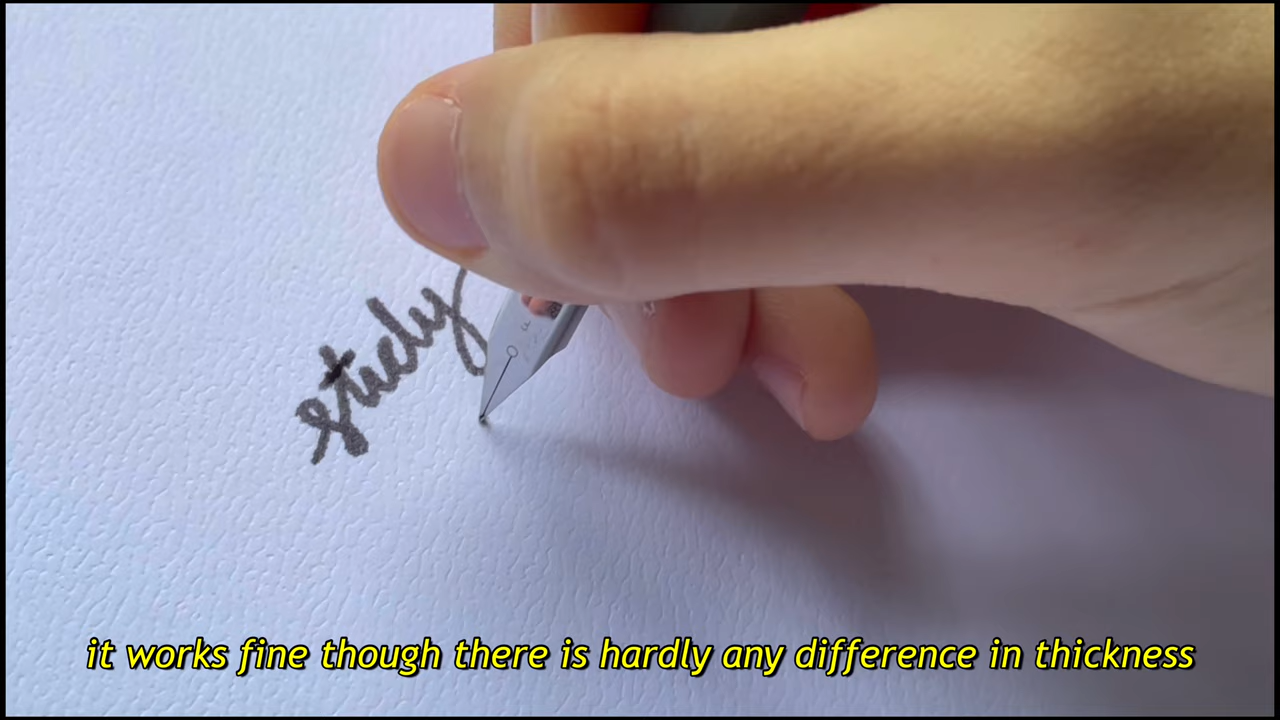 study
it works fine though there is hardly any difference in thickness